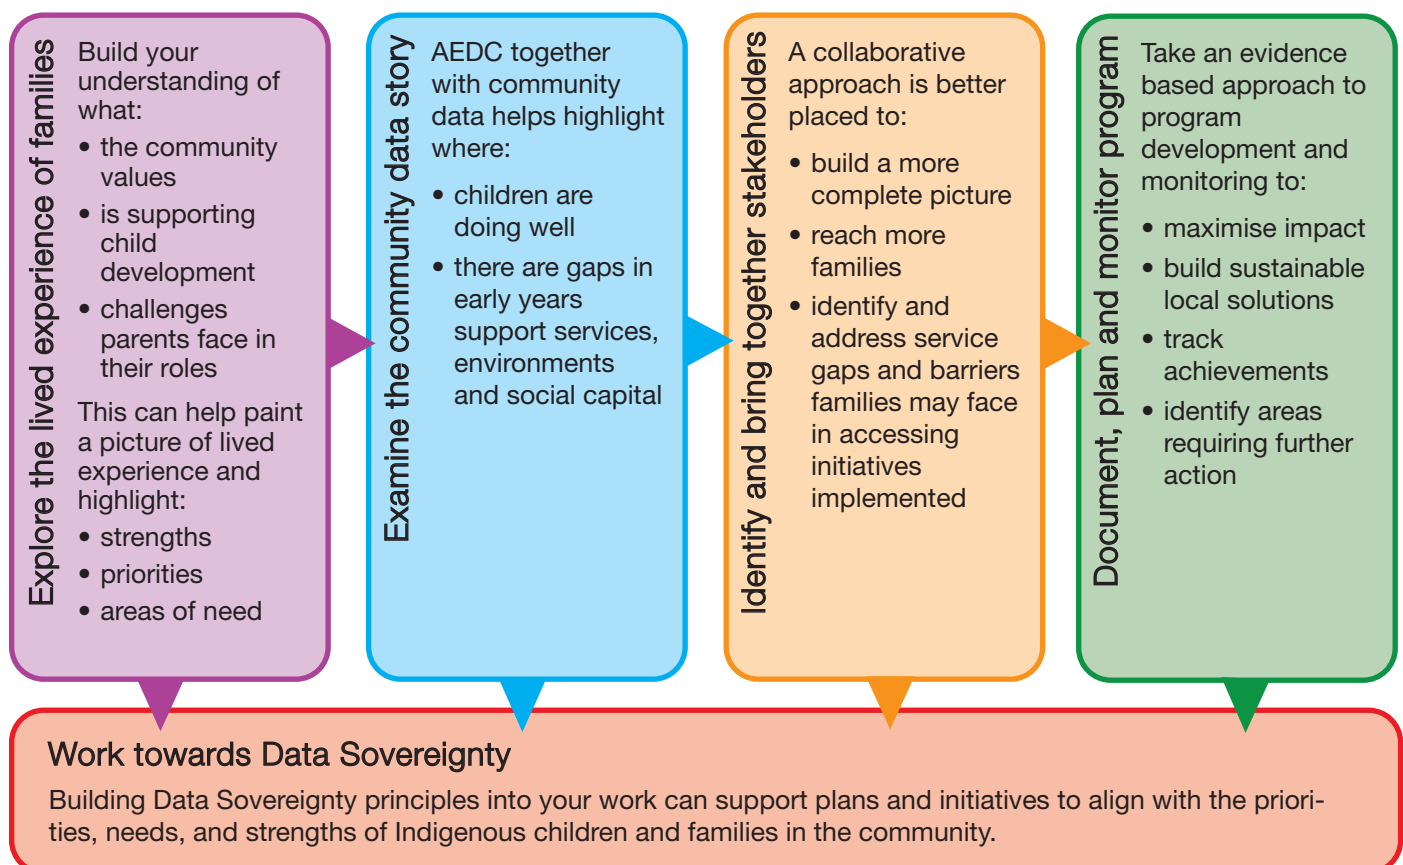 Explore the lived experience of families
Build your
understanding of
what:
• the community
values
• is supporting
child
development
• challenges
parents face in
their roles
This can help paint
a picture of lived
experience and
highlight:
• strengths
• priorities
• areas of need
Examine the community data story
AEDC together
with community
data helps highlight
where:
• children are
doing well
• there are gaps in
early years
support services,
environments
and social capital
Identify and bring together stakeholders
A collaborative
approach is better
placed to:
• build a more
complete picture
• reach more
families
• identify and
address service
gaps and barriers
families may face
in accessing
initiatives
implemented
Document, plan and monitor program
Take an evidence
based approach to
program
development and
monitoring to:
• maximise impact
• build sustainable
local solutions
• track
achievements
• identify areas
requiring further
action
Work towards Data Sovereignty
Building Data Sovereignty principles into your work can support plans and initiatives to align with the priori-
ties, needs, and strengths of Indigenous children and families in the community.